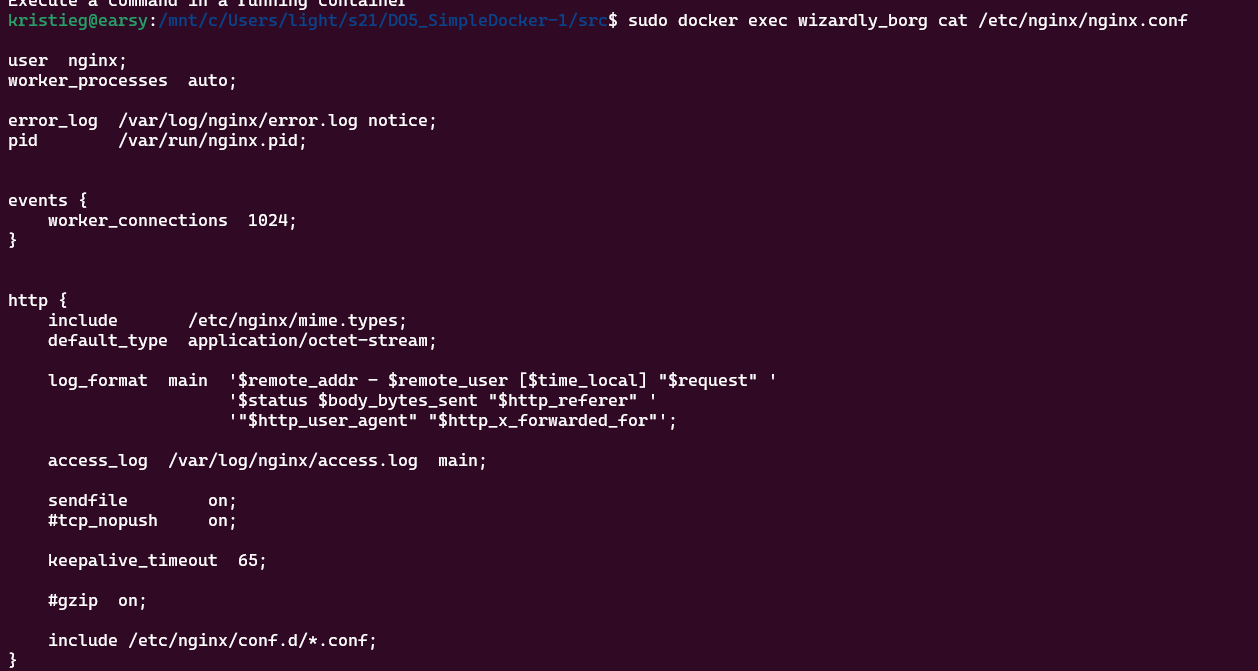 Execute a command in a running container
kristieg@earsy:/mnt/c/Users/light/s21/DO5_SimpleDocker-1/src$ sudo docker exec wizardly_borg cat /etc/nginx/nginx.conf
user  nginx;
worker_processes  auto;
error_log  /var/log/nginx/error.log notice;
pid        /var/run/nginx.pid;
events {
    worker_connections  1024;
}
http {
    include       /etc/nginx/mime.types;
    default_type  application/octet-stream;
    log_format  main  '$remote_addr - $remote_user [$time_local] "$request" '
                      '$status $body_bytes_sent "$http_referer" '
                      '"$http_user_agent" "$http_x_forwarded_for"';
    access_log  /var/log/nginx/access.log  main;
    sendfile        on;
    #tcp_nopush     on;
    keepalive_timeout  65;
    #gzip  on;
    include /etc/nginx/conf.d/*.conf;
}